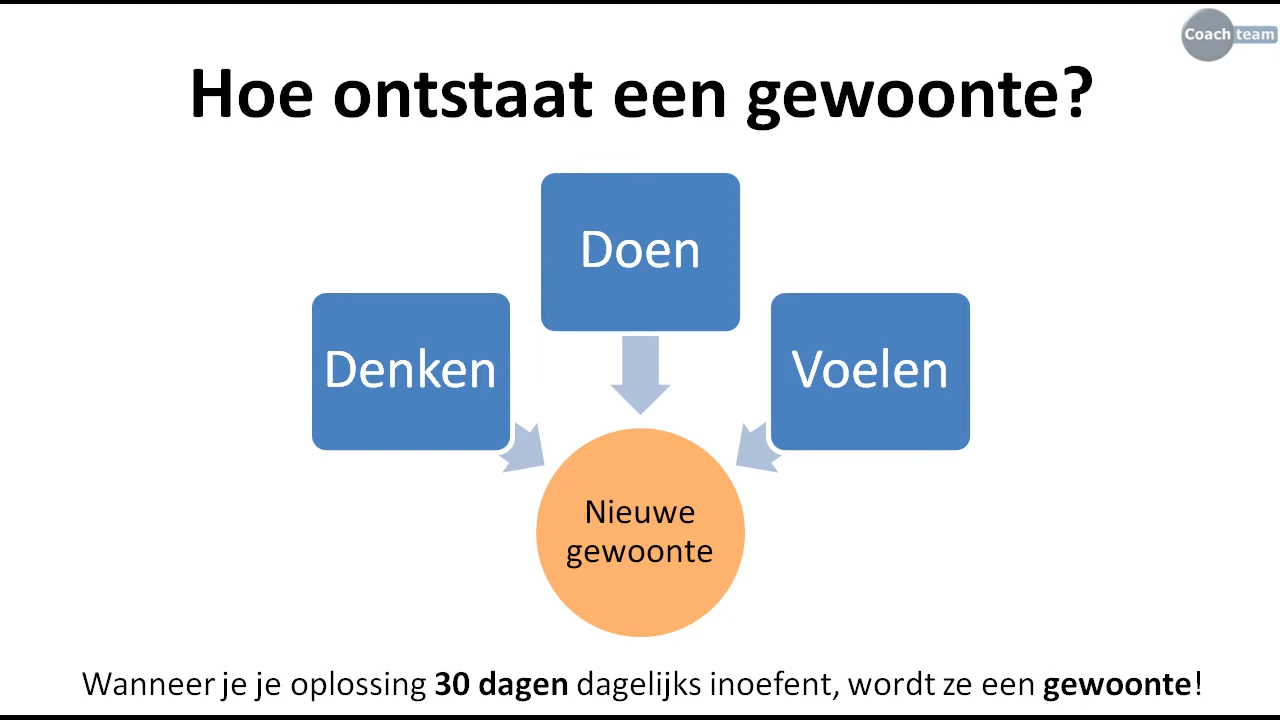 Coach team
Hoe ontstaat een gewoonte?
Doen
Denken
Voelen
Nieuwe
gewoonte
Wanneer je je oplossing 30 dagen dagelijks inoefent, wordt ze een gewoonte!